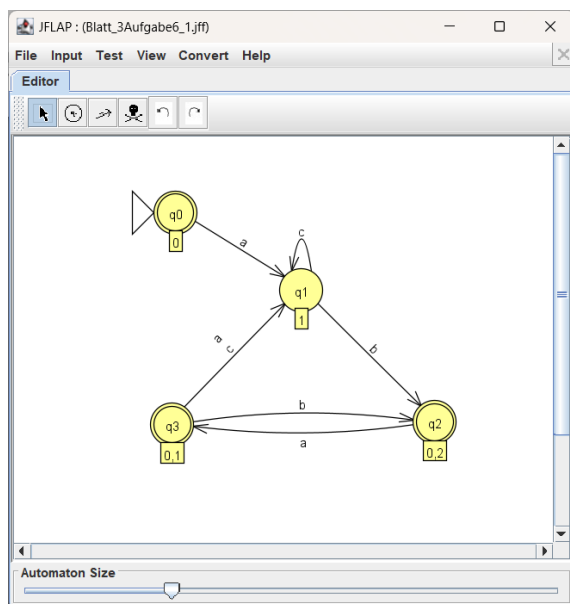 JFLAP : (Blatt_3Aufgabe6_1.jff)
File Input Test View Convert Help
Editor
q0
0
a
c
q1
1
a
c
b
b
q3
q2
a
0,1
0,2
Automaton Size